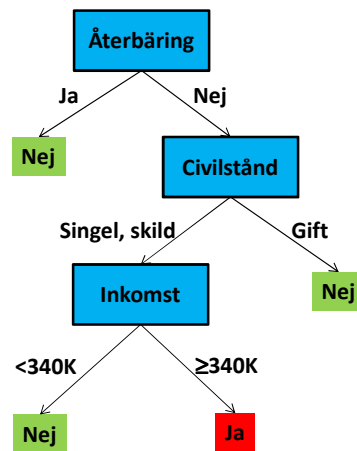 Återbäring
Ja
Nej
Nej
Civilstånd
Singel, skild
Gift
Inkomst
Nej
<340K
≥340K
Nej
Ja